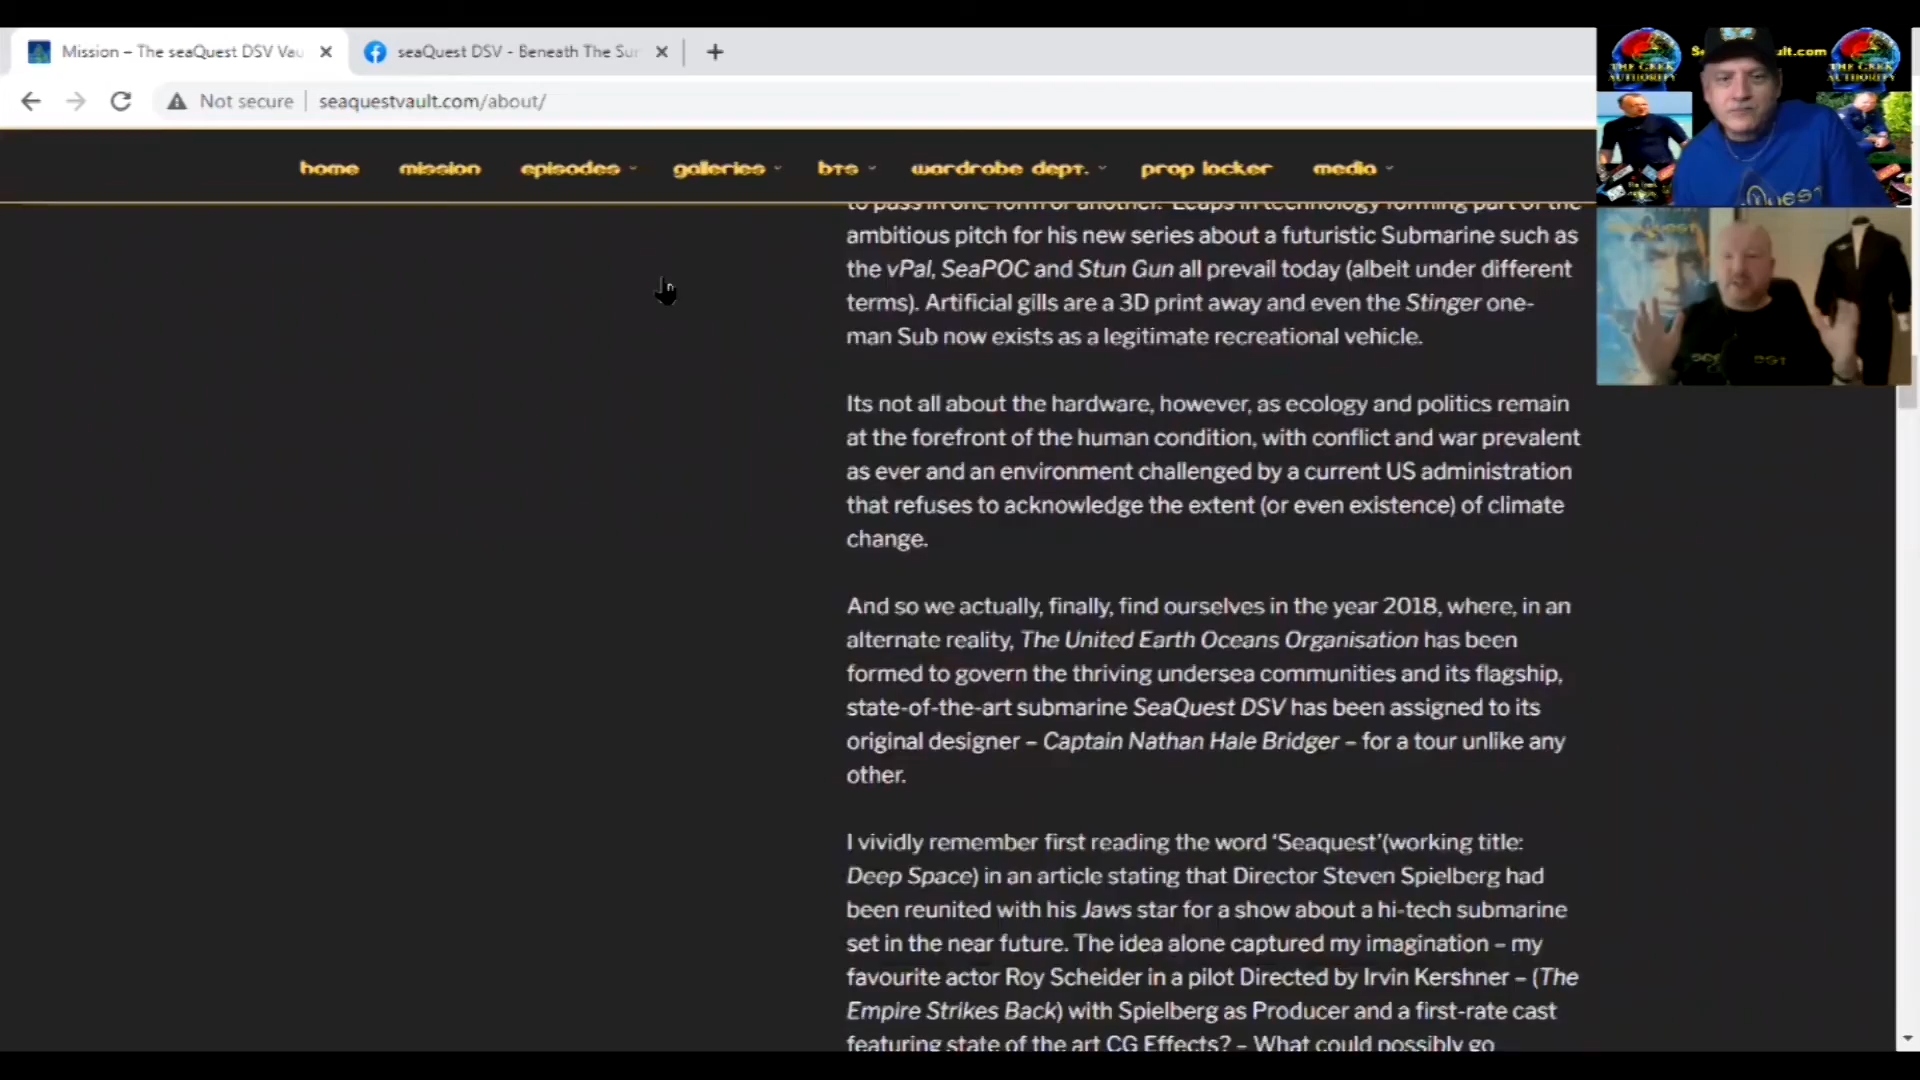 Mission – The seaQuest DSV Vau
seaQuest DSV - Beneath The Sur
Not secure
seaquestvault.com/about/
home
mission
episodes
galleries
bts
wardrobe dept.
prop locker
media
to pass in one form or another. Leaps in technology forming part of the
ambitious pitch for his new series about a futuristic Submarine such as
the vPal, SeaPOC and Stun Gun all prevail today (albeit under different
terms). Artificial gills are a 3D print away and even the Stinger one-
man Sub now exists as a legitimate recreational vehicle.
Its not all about the hardware, however, as ecology and politics remain
at the forefront of the human condition, with conflict and war prevalent
as ever and an environment challenged by a current US administration
that refuses to acknowledge the extent (or even existence) of climate
change.
And so we actually, finally, find ourselves in the year 2018, where, in an
alternate reality, The United Earth Oceans Organisation has been
formed to govern the thriving undersea communities and its flagship,
state-of-the-art submarine SeaQuest DSV has been assigned to its
original designer – Captain Nathan Hale Bridger – for a tour unlike any
other.
I vividly remember first reading the word ‘Seaquest’(working title:
Deep Space) in an article stating that Director Steven Spielberg had
been reunited with his Jaws star for a show about a hi-tech submarine
set in the near future. The idea alone captured my imagination – my
favourite actor Roy Scheider in a pilot Directed by Irvin Kershner – (The
Empire Strikes Back) with Spielberg as Producer and a first-rate cast
featuring state of the art CG Effects? – What could possibly go
THE GEEK
AUTHORITY
ult.com
THE GEEK
AUTHORITY